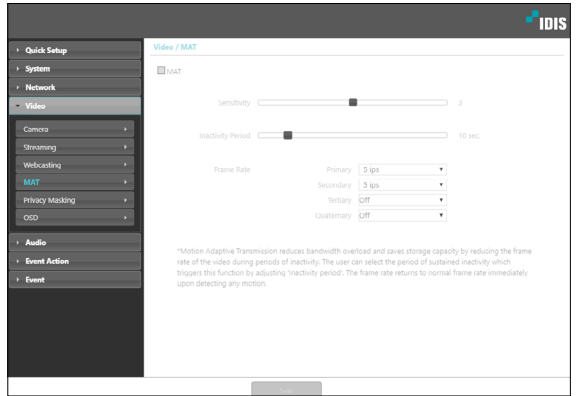 IDIS
Quick Setup
System
Network
Video
Camera
Streaming
Webcasting
MAT
Privacy Masking
OSD
Audio
Event Action
Event
Video / MAT
MAT
Sensitivity 3
Inactivity Period 10 sec.
Frame Rate Primary 5 ips
Secondary 5 ips
Tertiary Off
Quaternary Off
*Motion Adaptive Transmission reduces bandwidth overload and saves storage capacity by reducing the frame
rate of the video during periods of inactivity. The user can select the period of sustained inactivity which
triggers this function by adjusting 'Inactivity period'. The frame rate returns to normal frame rate immediately
upon detecting any motion.